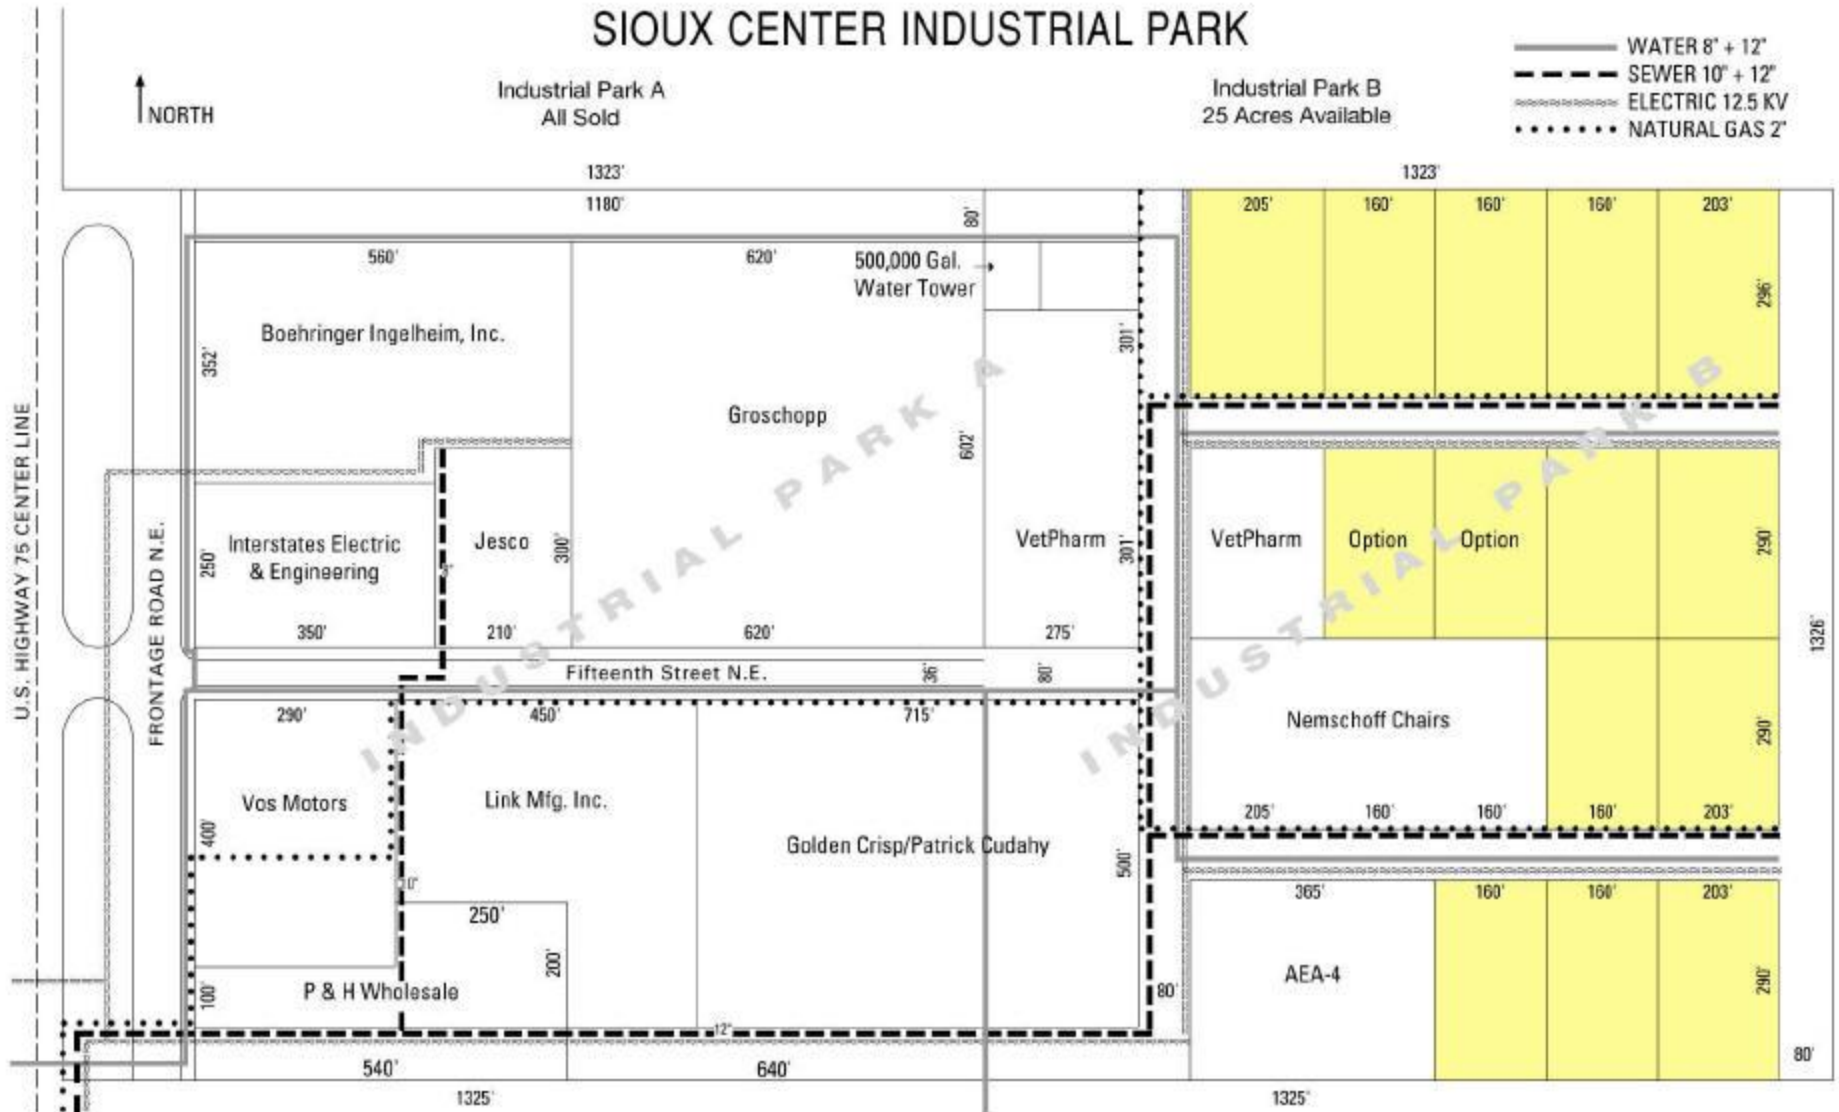 SIOUX CENTER INDUSTRIAL PARK
WATER 8" + 12"
SEWER 10" + 12"
ELECTRIC 12.5 KV
NATURAL GAS 2"
NORTH
Industrial Park A
All Sold
Industrial Park B
25 Acres Available
1323'
1323'
1180'
80'
205'
160'
160'
160'
203'
560'
620'
500,000 Gal.
Water Tower
296'
Boehringer Ingelheim, Inc.
352'
301'
Groschopp
602'
INDUSTRIAL PARK A
INDUSTRIAL PARK B
U.S. HIGHWAY 75 CENTER LINE
FRONTAGE ROAD N.E.
Interstates Electric
& Engineering
250'
Jesco
300'
VetPharm
301'
VetPharm
Option
Option
290'
350'
210'
620'
275'
1326'
Fifteenth Street N.E.
36'
80'
290'
450'
715'
Nemschoff Chairs
290'
Vos Motors
400'
Link Mfg. Inc.
Golden Crisp/Patrick Cudahy
500'
205'
160'
160'
160'
203'
250'
200'
365'
160'
160'
203'
P & H Wholesale
100'
80'
AEA-4
290'
12"
540'
640'
80'
1325'
1325'